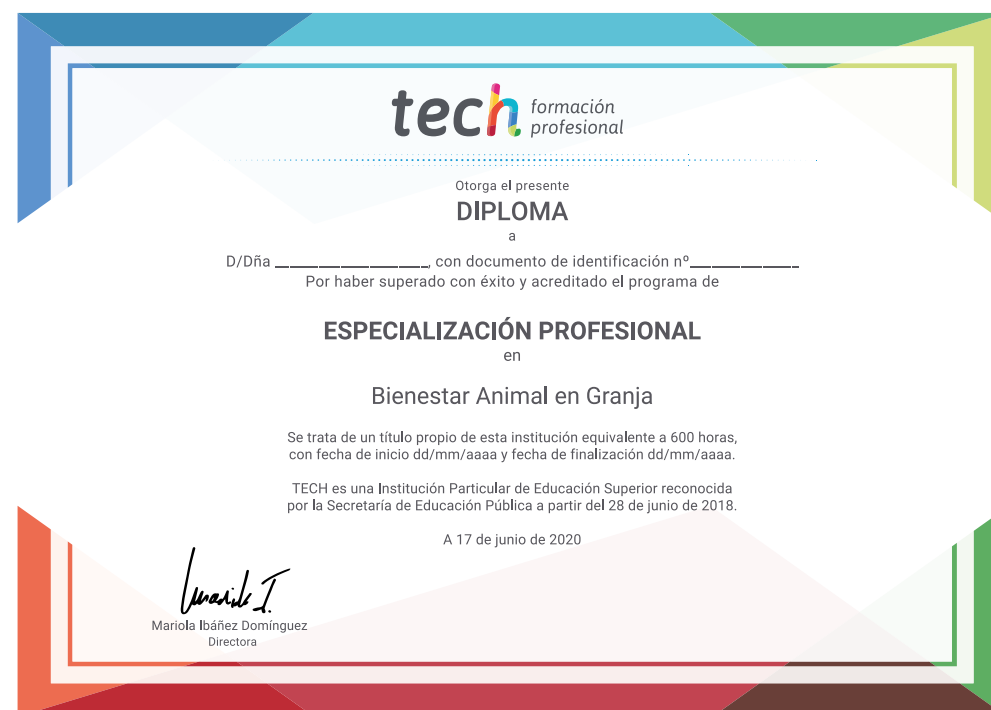 tech formación
profesional
Otorga el presente
DIPLOMA
a
D/Dña ______________________, con documento de identificación nº_______________
Por haber superado con éxito y acreditado el programa de
ESPECIALIZACIÓN PROFESIONAL
en
Bienestar Animal en Granja
Se trata de un título propio de esta institución equivalente a 600 horas,
con fecha de inicio dd/mm/aaaa y fecha de finalización dd/mm/aaaa.
TECH es una Institución Particular de Educación Superior reconocida
por la Secretaría de Educación Pública a partir del 28 de junio de 2018.
A 17 de junio de 2020
Mariola Ibáñez Domínguez
Directora